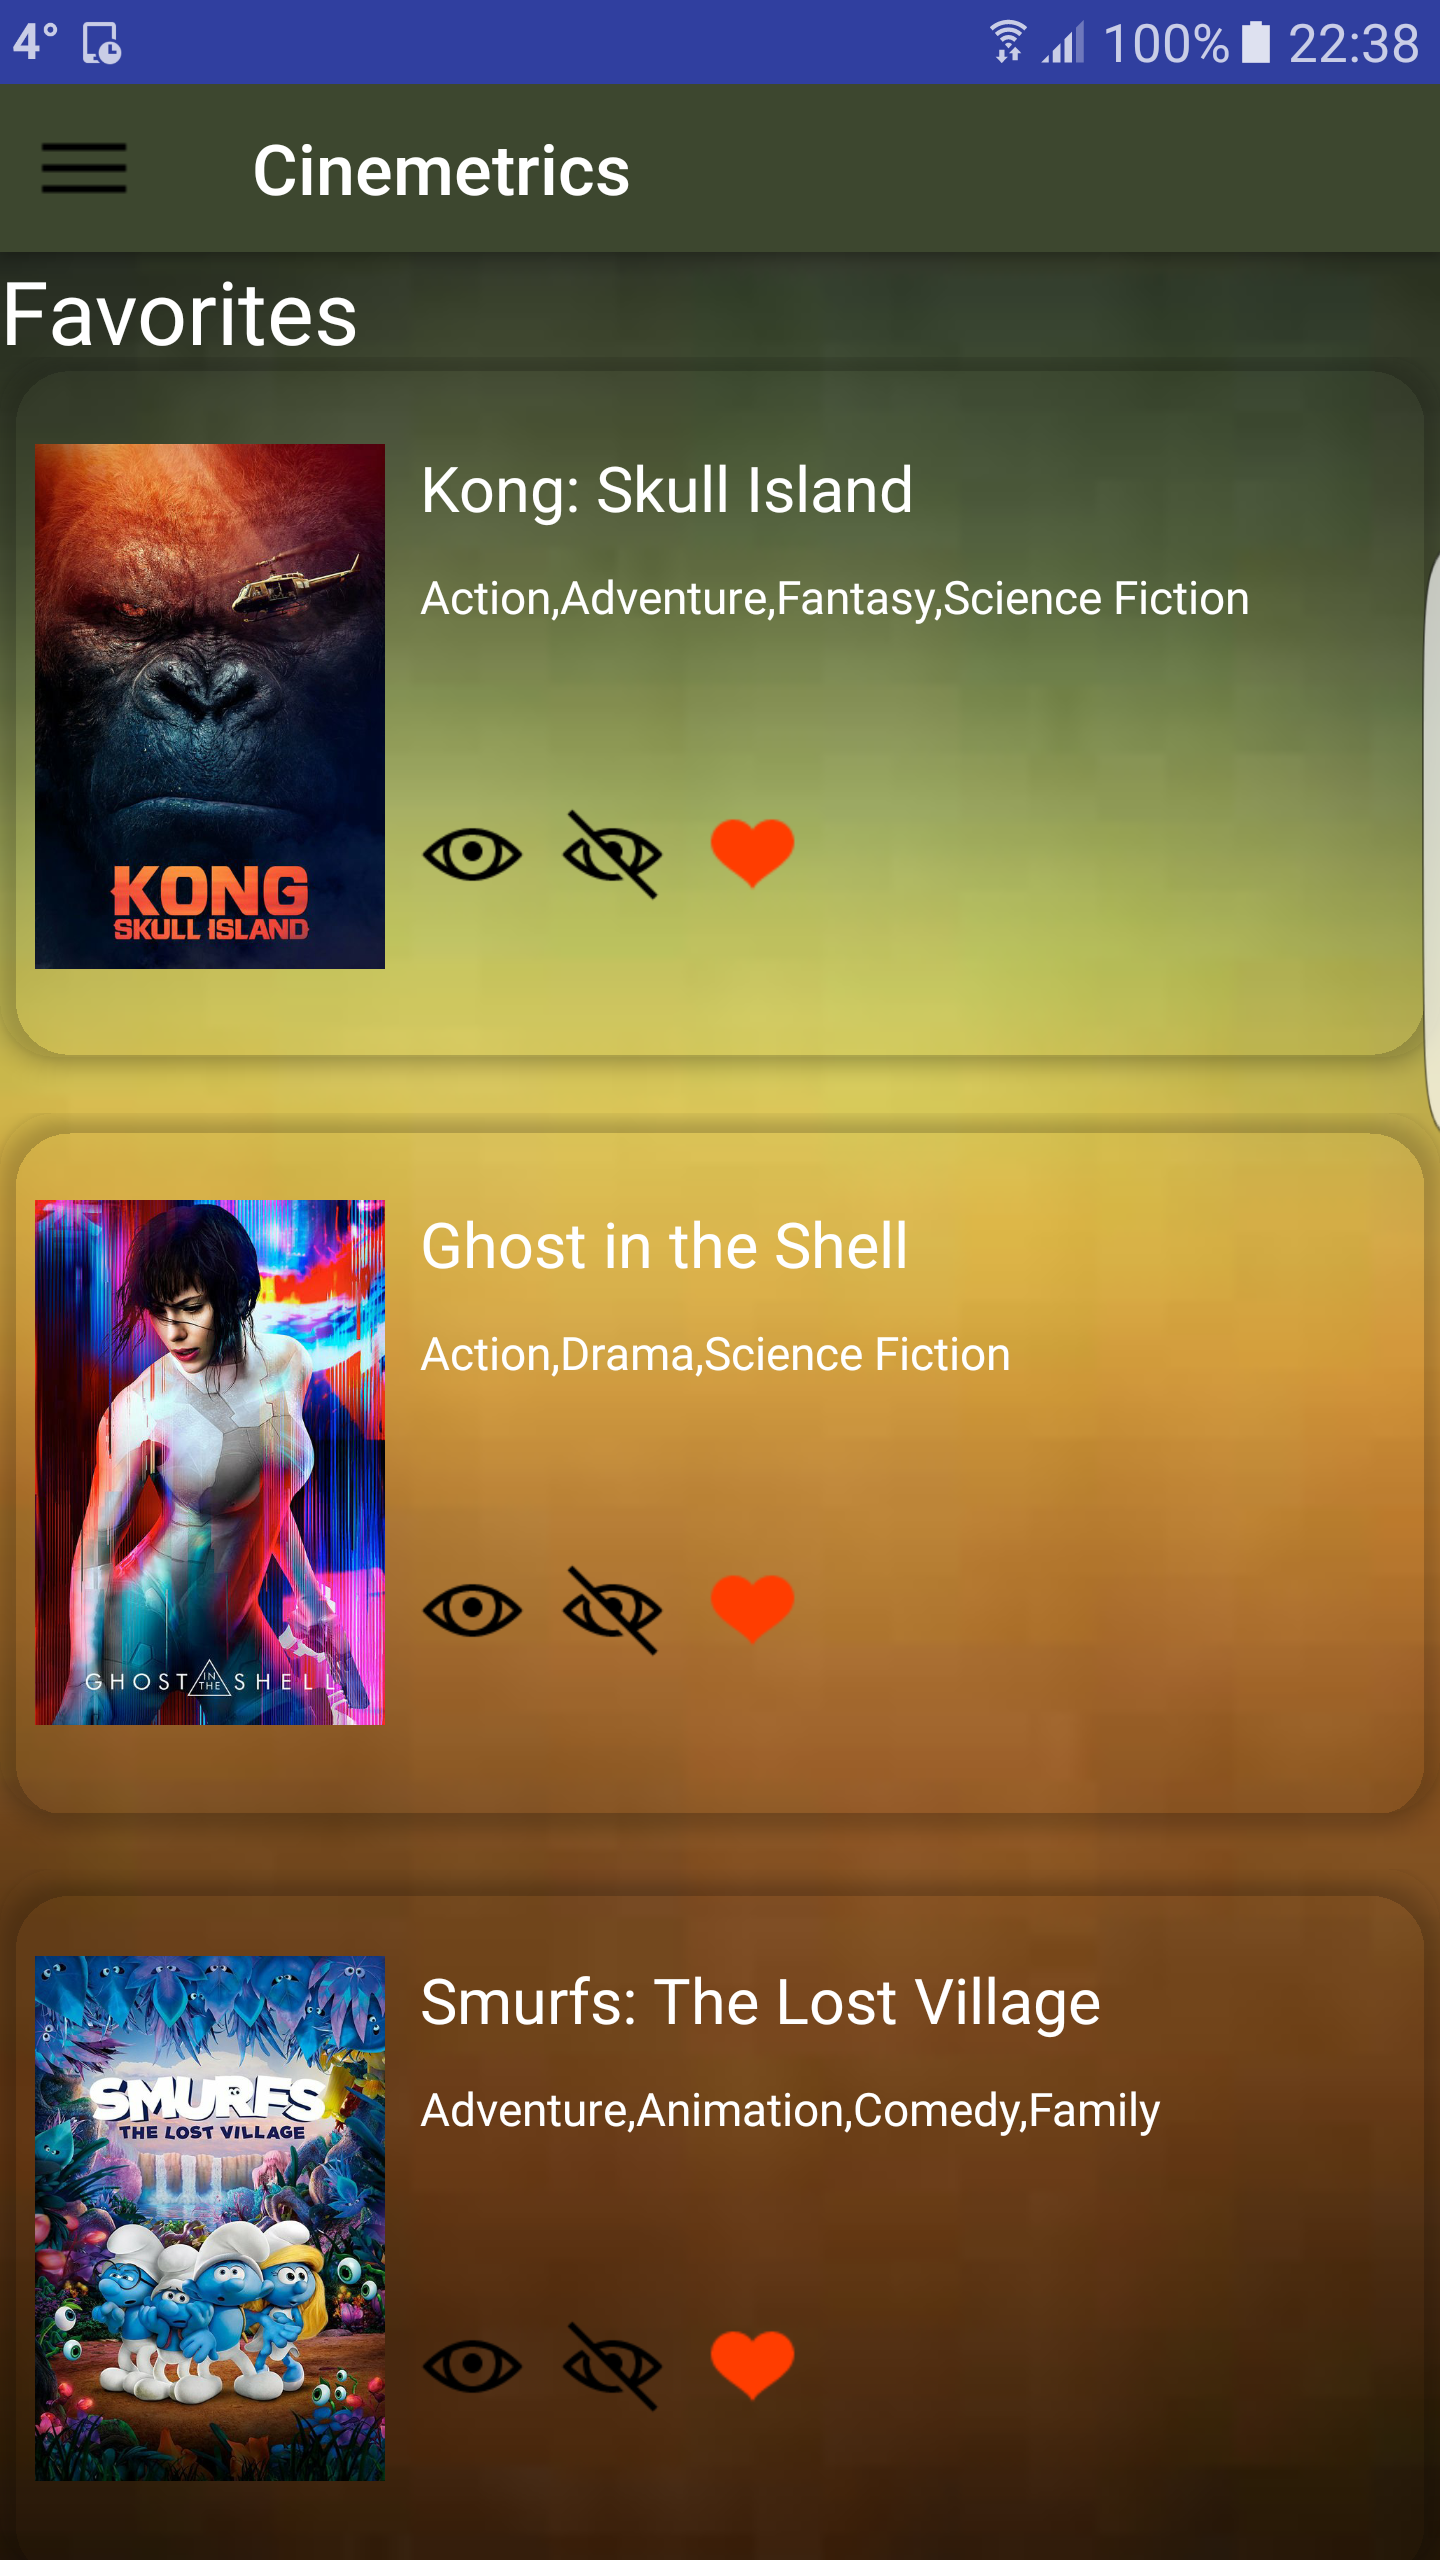 4° 100% 22:38
Cinemetrics
Favorites
Kong: Skull Island
Action,Adventure,Fantasy,Science Fiction
KONG
SKULL ISLAND
Ghost in the Shell
Action,Drama,Science Fiction
GHOST IN THE SHELL
Smurfs: The Lost Village
Adventure,Animation,Comedy,Family
SMURFS
THE LOST VILLAGE